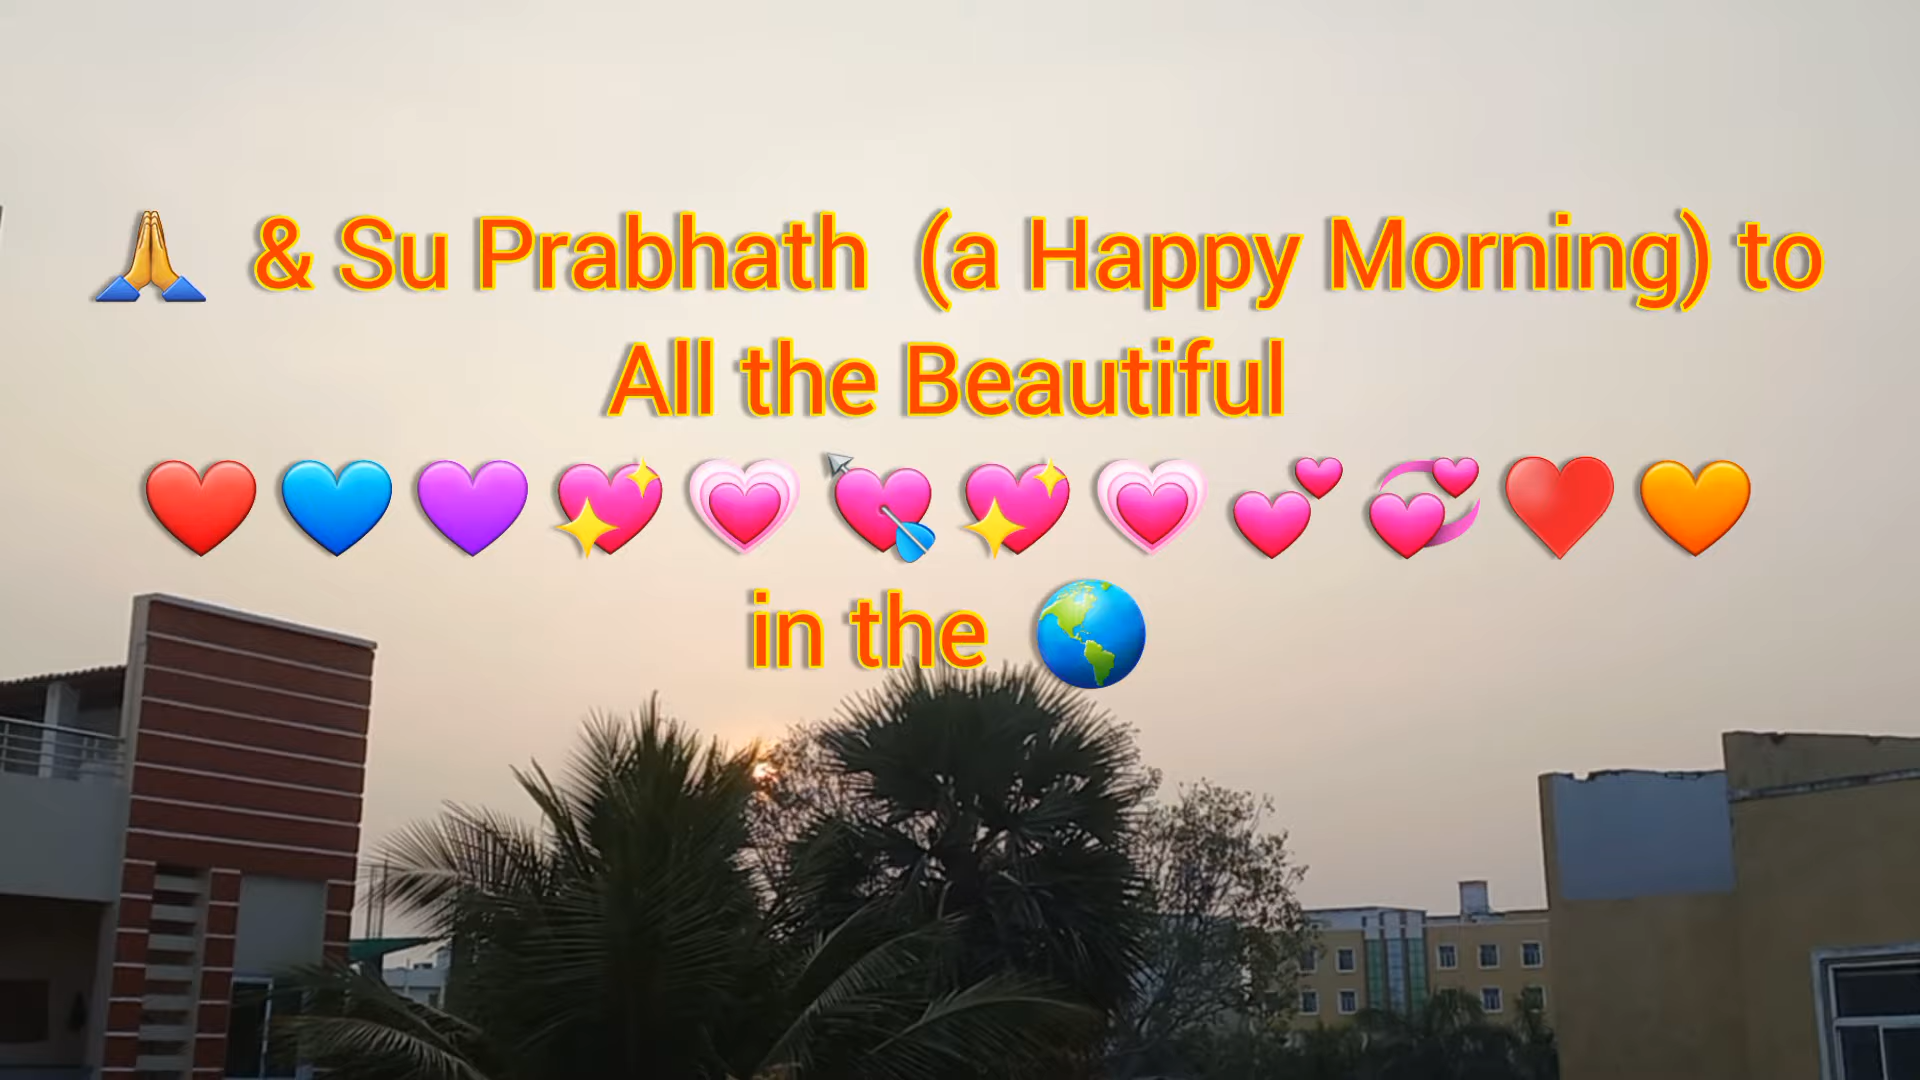 🙏 & Su Prabhath (a Happy Morning) to
All the Beautiful
❤️💙💜💖💗💘💖💗💕💞♥️🧡
in the 🌎